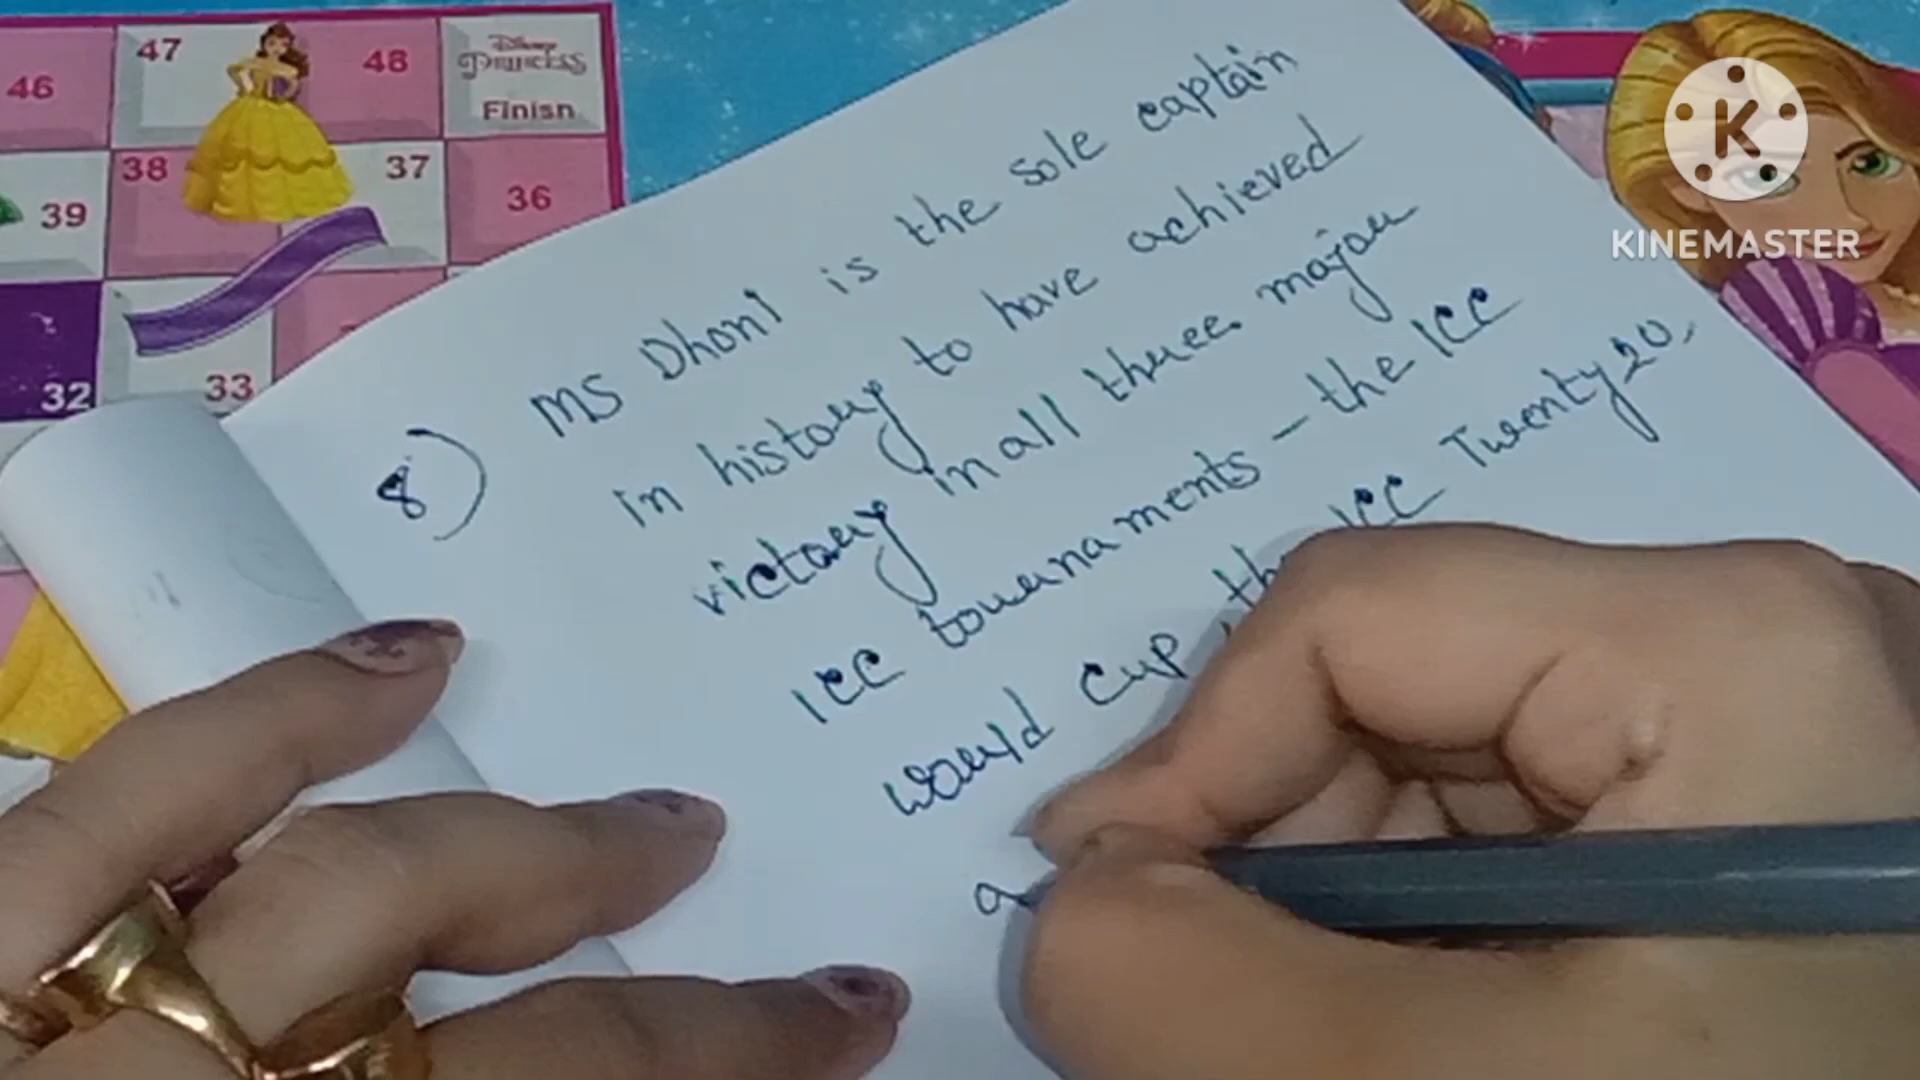 46
47
48
Disney
PRINCESS
Finish
39
38
37
36
32
33
KINEMASTER
8) MS Dhoni is the sole captain
in history to have achieved
victory in all three major
ICC tournaments - the ICC
world cup, the ICC Twenty20,
a